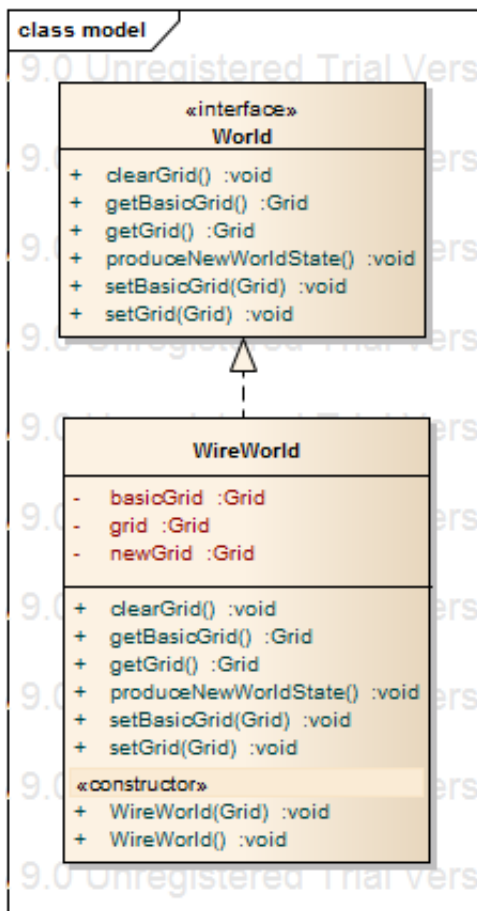 class model
9.0 Unregistered Trial Vers
«interface»
World
+ clearGrid() :void
+ getBasicGrid() :Grid
+ getGrid() :Grid
+ produceNewWorldState() :void
+ setBasicGrid(Grid) :void
+ setGrid(Grid) :void
WireWorld
- basicGrid :Grid
- grid :Grid
- newGrid :Grid
+ clearGrid() :void
+ getBasicGrid() :Grid
+ getGrid() :Grid
+ produceNewWorldState() :void
+ setBasicGrid(Grid) :void
+ setGrid(Grid) :void
«constructor»
+ WireWorld(Grid) :void
+ WireWorld() :void
9.0 Unregistered Trial Vers